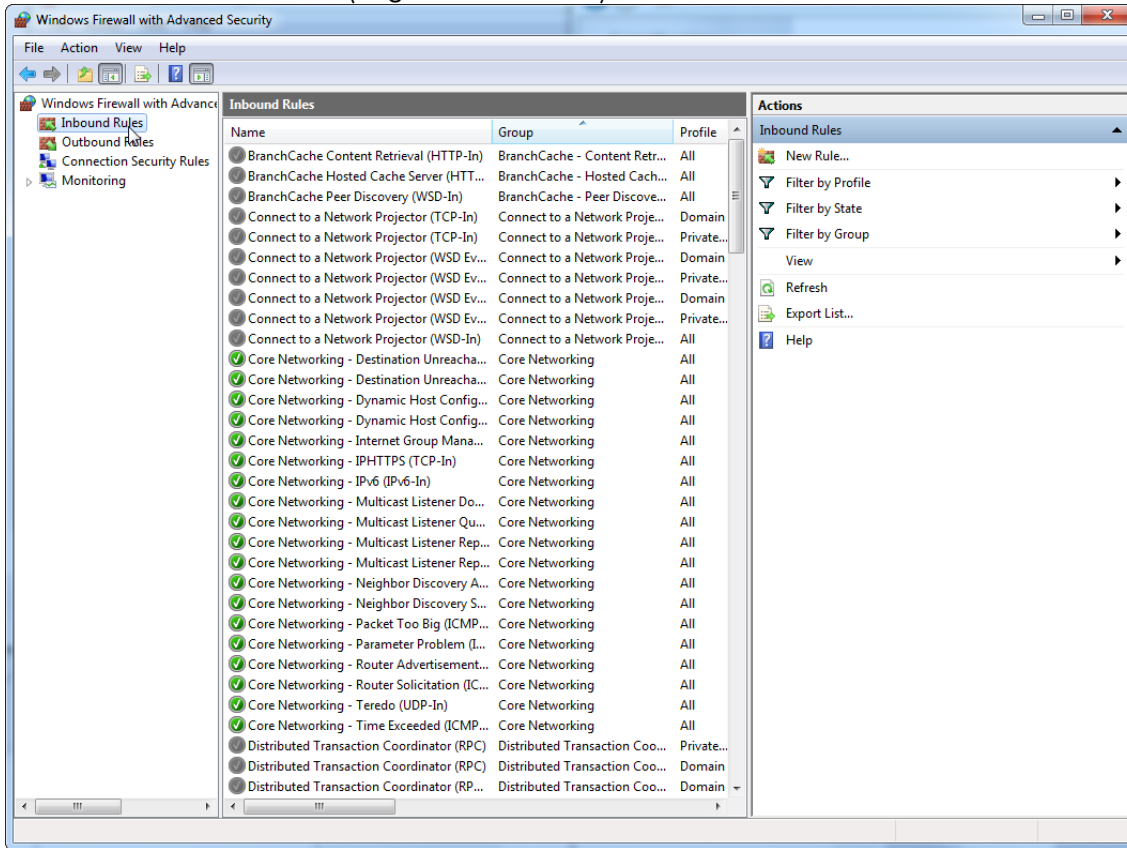 Windows Firewall with Advanced Security
File Action View Help
Windows Firewall with Advance
Inbound Rules
Outbound Rules
Connection Security Rules
Monitoring
Inbound Rules
Name Group Profile
BranchCache Content Retrieval (HTTP-In) BranchCache - Content Retr... All
BranchCache Hosted Cache Server (HTT... BranchCache - Hosted Cach... All
BranchCache Peer Discovery (WSD-In) BranchCache - Peer Discove... All
Connect to a Network Projector (TCP-In) Connect to a Network Proje... Domain
Connect to a Network Projector (TCP-In) Connect to a Network Proje... Private...
Connect to a Network Projector (WSD Ev... Connect to a Network Proje... Domain
Connect to a Network Projector (WSD Ev... Connect to a Network Proje... Private...
Connect to a Network Projector (WSD Ev... Connect to a Network Proje... Domain
Connect to a Network Projector (WSD Ev... Connect to a Network Proje... Private...
Connect to a Network Projector (WSD-In) Connect to a Network Proje... All
Core Networking - Destination Unreacha... Core Networking All
Core Networking - Destination Unreacha... Core Networking All
Core Networking - Dynamic Host Config... Core Networking All
Core Networking - Dynamic Host Config... Core Networking All
Core Networking - Internet Group Mana... Core Networking All
Core Networking - IPHTTPS (TCP-In) Core Networking All
Core Networking - IPv6 (IPv6-In) Core Networking All
Core Networking - Multicast Listener Do... Core Networking All
Core Networking - Multicast Listener Qu... Core Networking All
Core Networking - Multicast Listener Rep... Core Networking All
Core Networking - Multicast Listener Rep... Core Networking All
Core Networking - Neighbor Discovery A... Core Networking All
Core Networking - Neighbor Discovery S... Core Networking All
Core Networking - Packet Too Big (ICMP... Core Networking All
Core Networking - Parameter Problem (I... Core Networking All
Core Networking - Router Advertisement... Core Networking All
Core Networking - Router Solicitation (IC... Core Networking All
Core Networking - Teredo (UDP-In) Core Networking All
Core Networking - Time Exceeded (ICMP... Core Networking All
Distributed Transaction Coordinator (RPC) Distributed Transaction Coo... Private...
Distributed Transaction Coordinator (RPC) Distributed Transaction Coo... Domain
Distributed Transaction Coordinator (RP... Distributed Transaction Coo... Domain
Actions
Inbound Rules
New Rule...
Filter by Profile
Filter by State
Filter by Group
View
Refresh
Export List...
Help